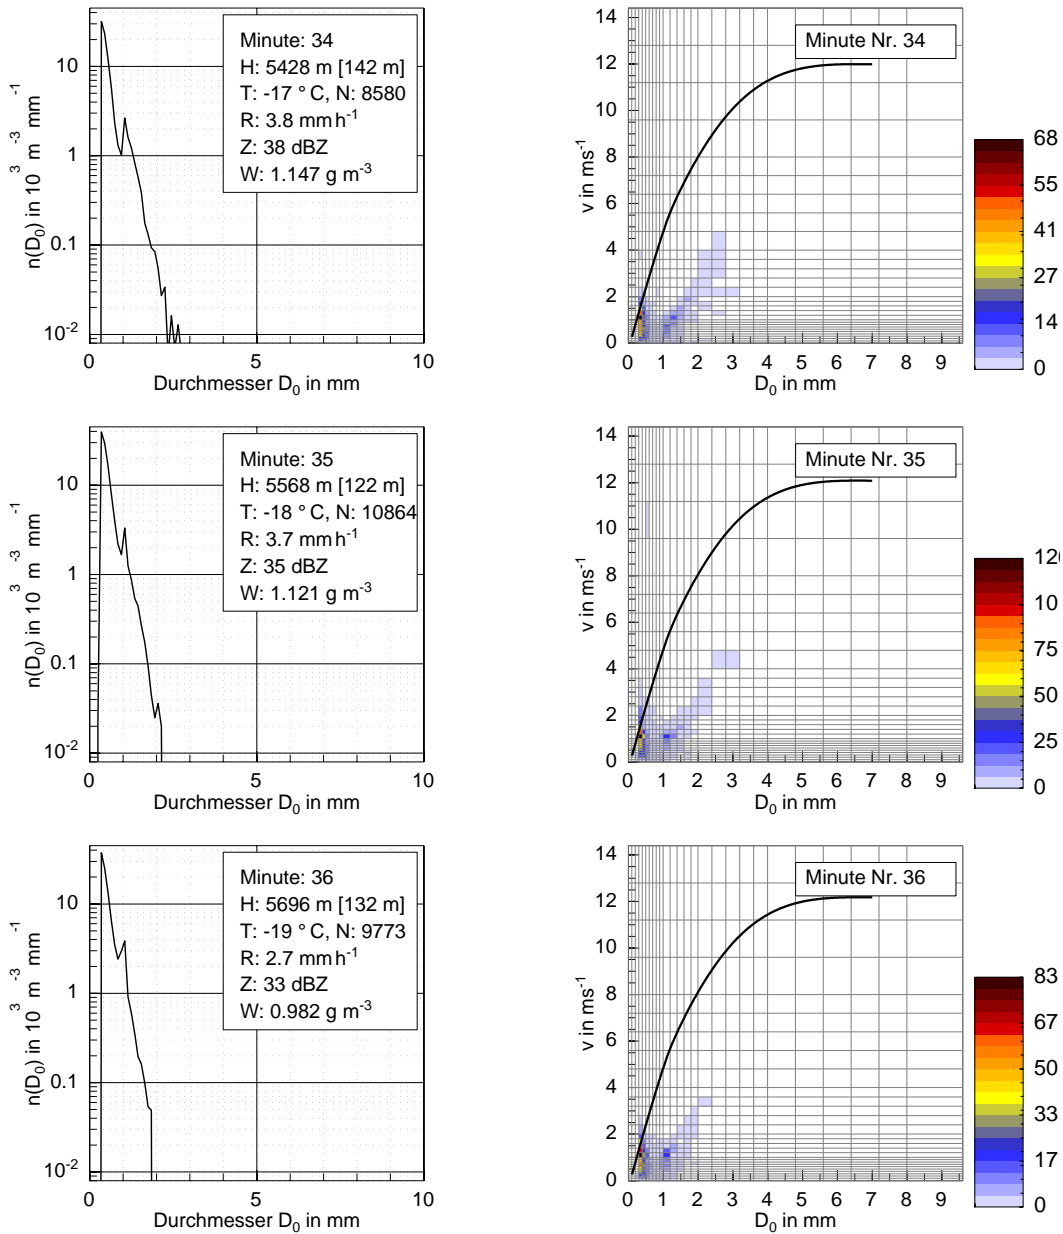 10
1
0.1
10-2
n(D0) in 103 m-3 mm-1
0
5
10
Durchmesser D0 in mm
Minute: 34
H: 5428 m [142 m]
T: -17 ° C, N: 8580
R: 3.8 mm h-1
Z: 38 dBZ
W: 1.147 g m-3
14
12
10
8
6
4
2
0
v in ms-1
0 1 2 3 4 5 6 7 8 9
D0 in mm
Minute Nr. 34
68
55
41
27
14
0
10
1
0.1
10-2
n(D0) in 103 m-3 mm-1
0
5
10
Durchmesser D0 in mm
Minute: 35
H: 5568 m [122 m]
T: -18 ° C, N: 10864
R: 3.7 mm h-1
Z: 35 dBZ
W: 1.121 g m-3
14
12
10
8
6
4
2
0
v in ms-1
0 1 2 3 4 5 6 7 8 9
D0 in mm
Minute Nr. 35
75
50
25
0
10
1
0.1
10-2
n(D0) in 103 m-3 mm-1
0
5
10
Durchmesser D0 in mm
Minute: 36
H: 5696 m [132 m]
T: -19 ° C, N: 9773
R: 2.7 mm h-1
Z: 33 dBZ
W: 0.982 g m-3
14
12
10
8
6
4
2
0
v in ms-1
0 1 2 3 4 5 6 7 8 9
D0 in mm
Minute Nr. 36
83
67
50
33
17
0